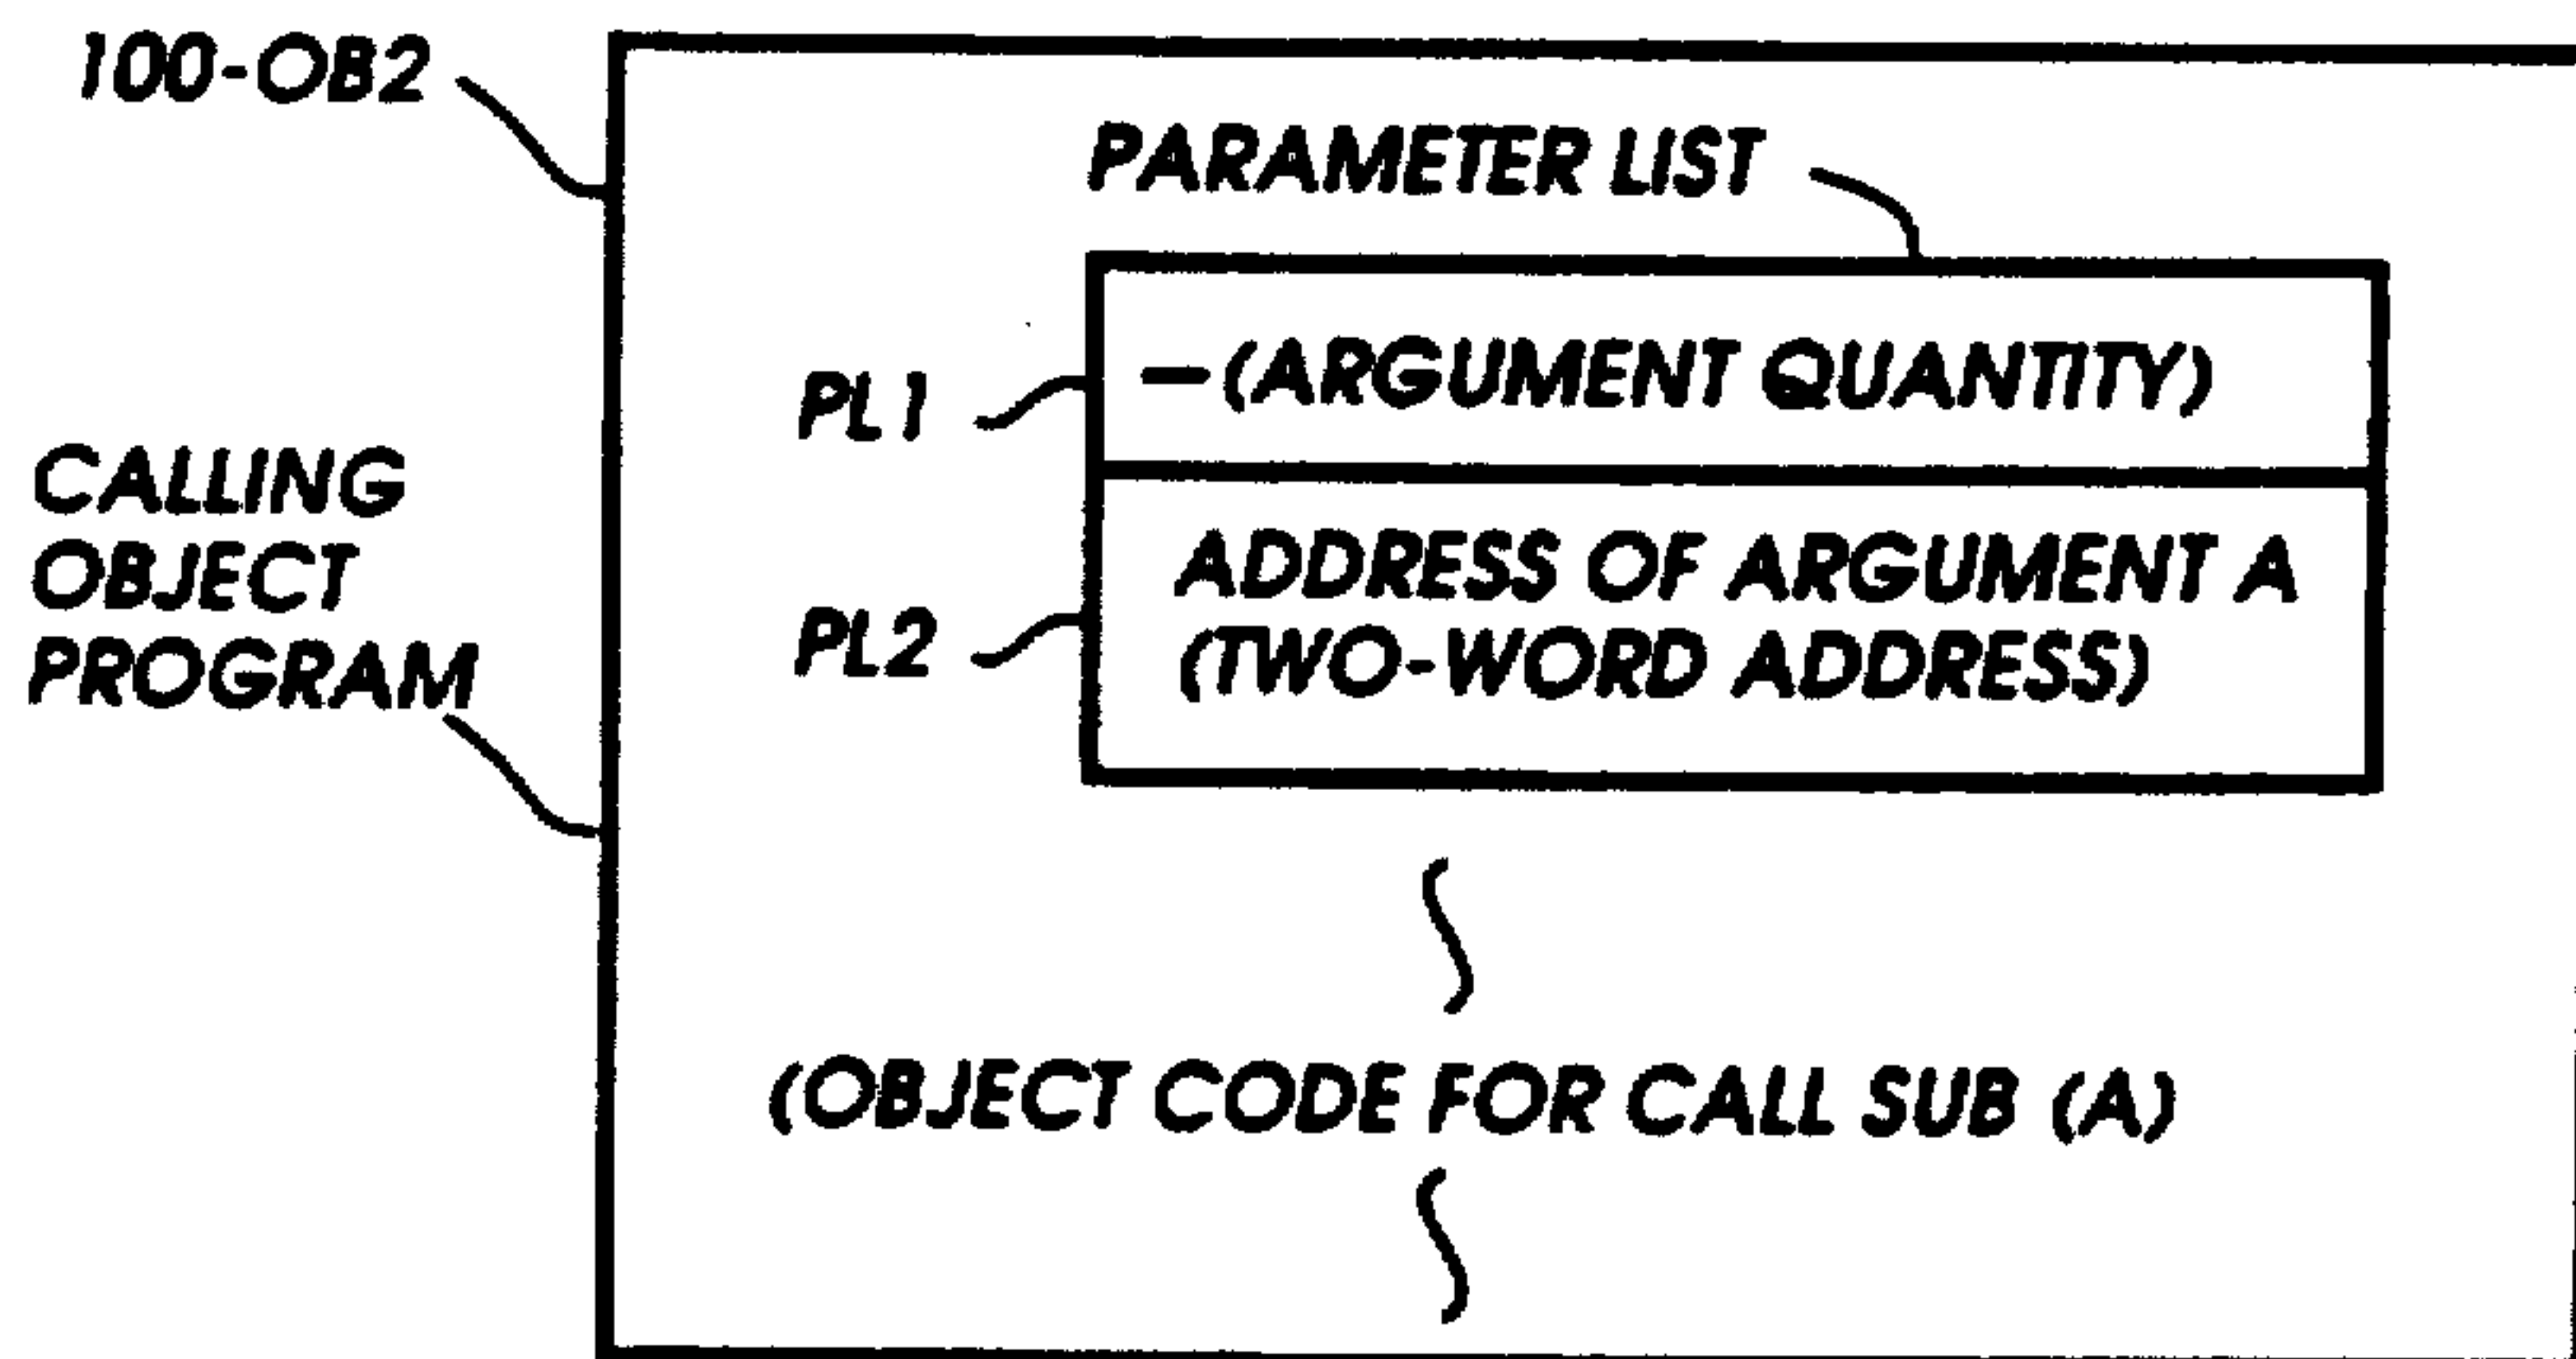 100-OB2
PARAMETER LIST
PL1
—(ARGUMENT QUANTITY)
CALLING
OBJECT
PROGRAM
PL2
ADDRESS OF ARGUMENT A
(TWO-WORD ADDRESS)
(OBJECT CODE FOR CALL SUB (A)